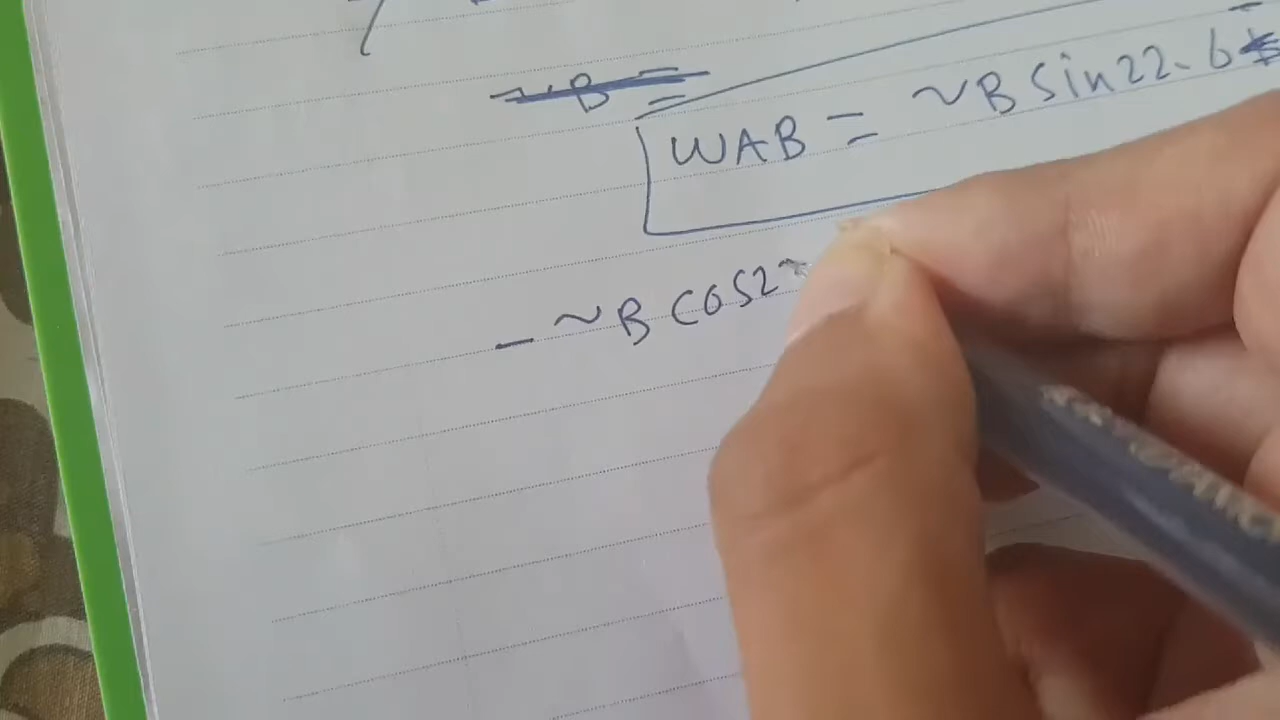 ~B =
WAB = ~B Sin 22.6
- ~B cos2